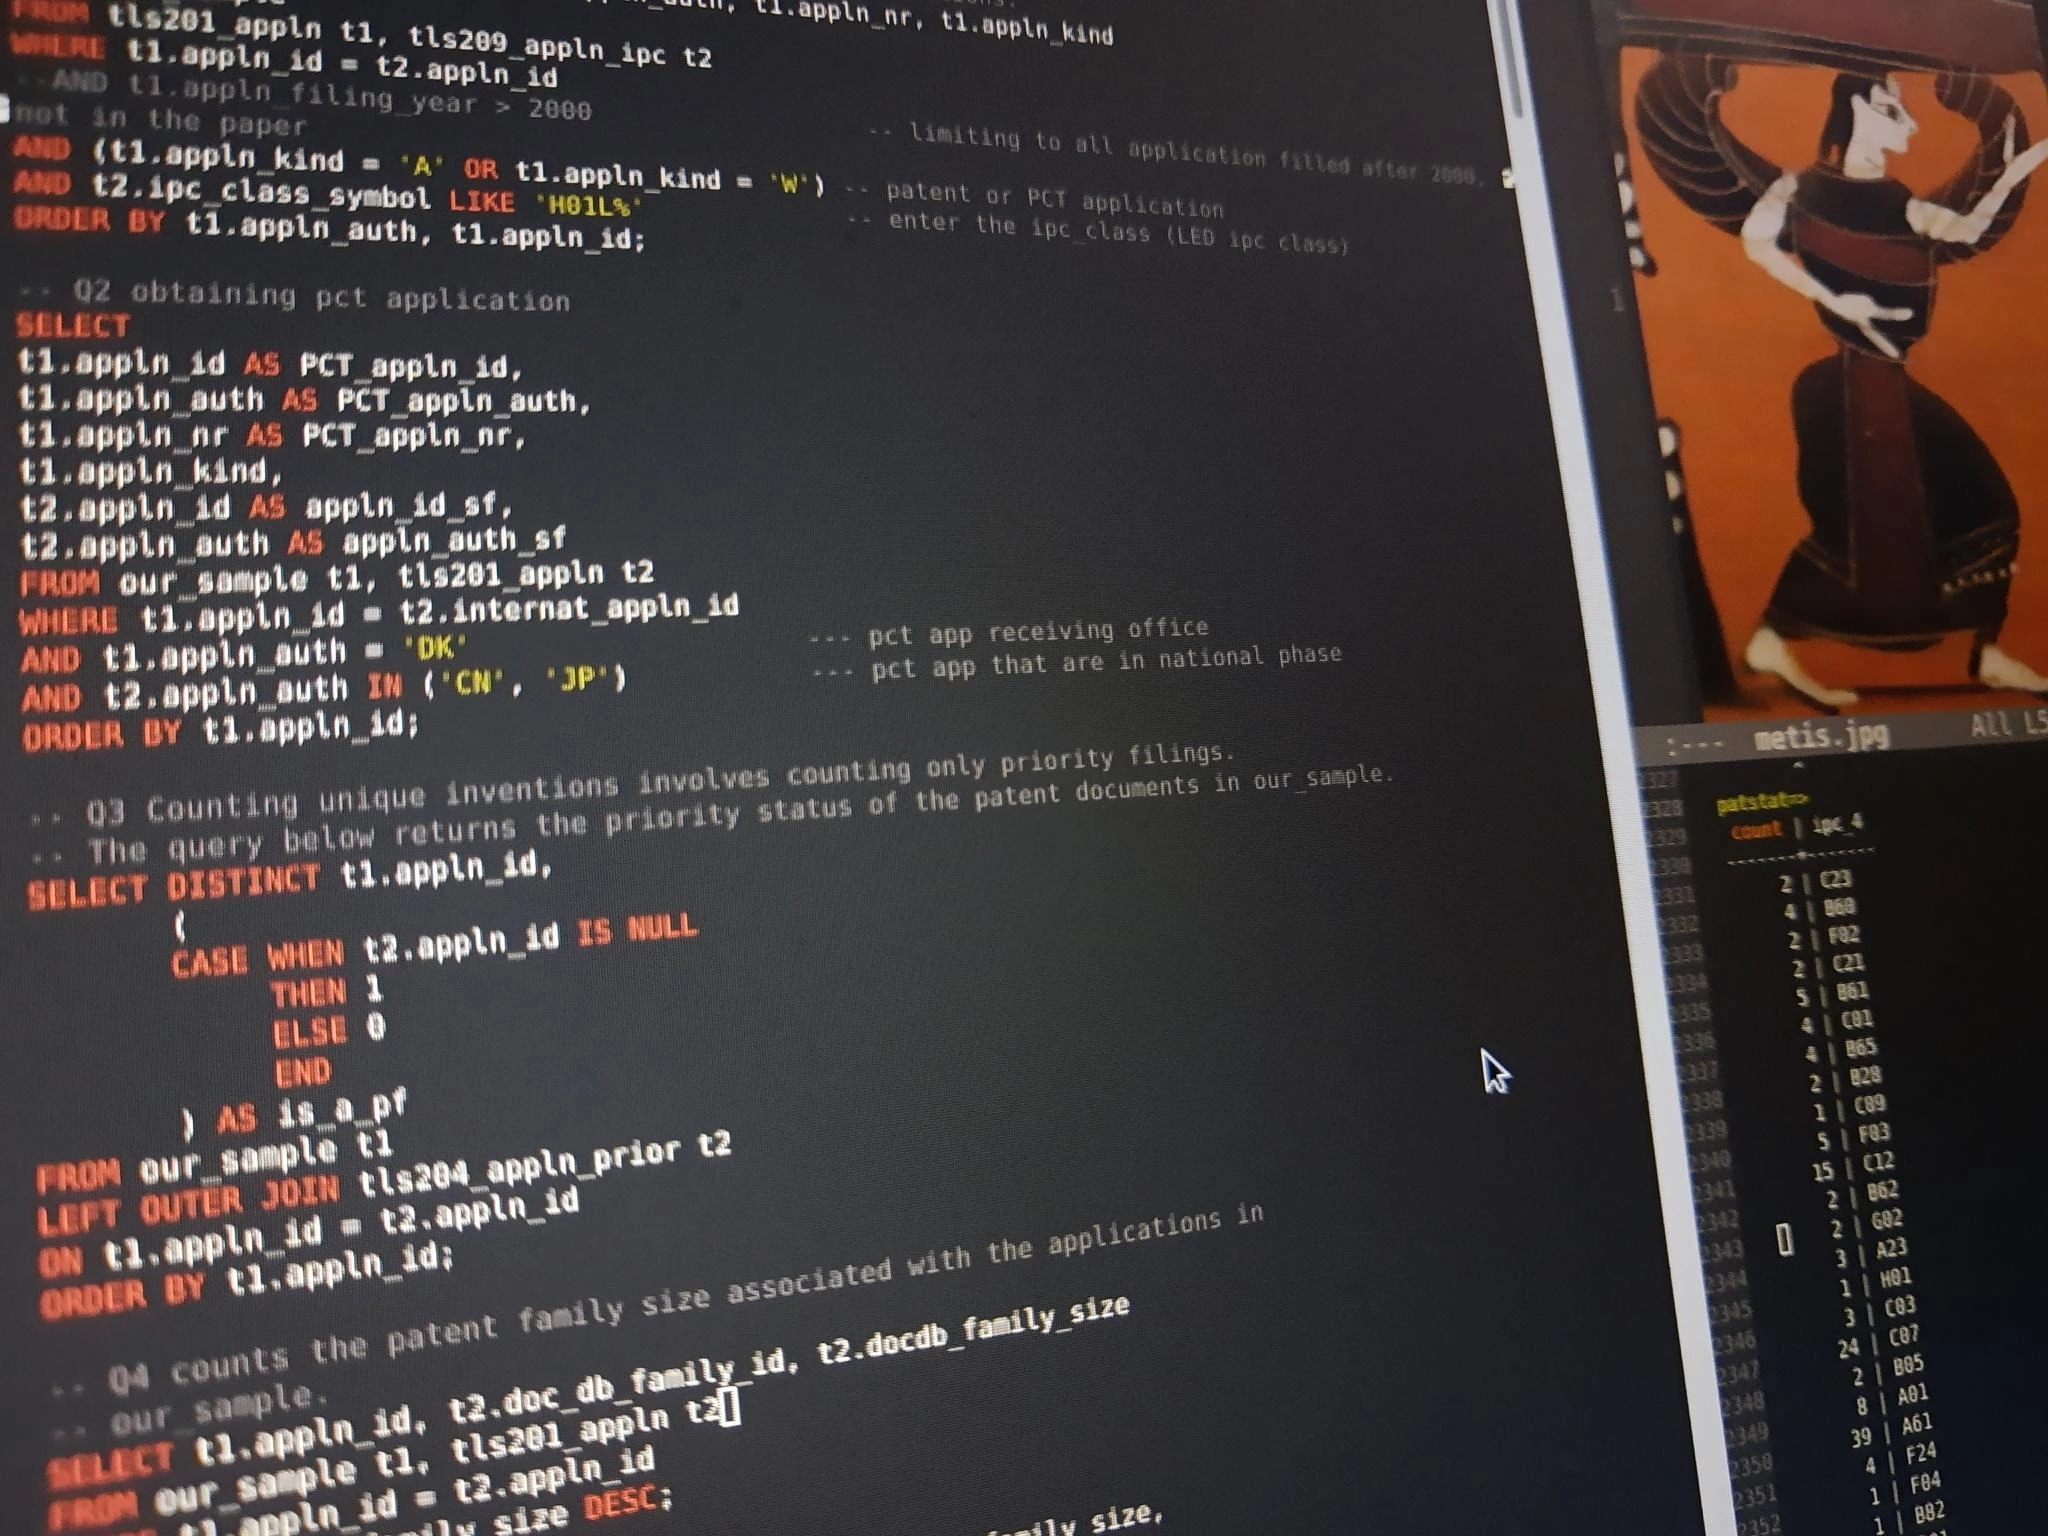 t1.appln_nr, t1.appln_kind
FROM tls201_appln t1, tls209_appln_ipc t2
WHERE t1.appln_id = t2.appln_id
--AND t1.appln_filing_year > 2000 -- limiting to all application filled after 2000,
not in the paper
AND (t1.appln_kind = 'A' OR t1.appln_kind = 'W') -- patent or PCT application
AND t2.ipc_class_symbol LIKE 'H01L%' -- enter the ipc_class (LED ipc class)
ORDER BY t1.appln_auth, t1.appln_id;
-- Q2 obtaining pct application
SELECT
t1.appln_id AS PCT_appln_id,
t1.appln_auth AS PCT_appln_auth,
t1.appln_nr AS PCT_appln_nr,
t1.appln_kind,
t2.appln_id AS appln_id_sf,
t2.appln_auth AS appln_auth_sf
FROM our_sample t1, tls201_appln t2
WHERE t1.appln_id = t2.internat_appln_id
AND t1.appln_auth = 'DK' --- pct app receiving office
AND t2.appln_auth IN ('CN', 'JP') --- pct app that are in national phase
ORDER BY t1.appln_id;
-- Q3 Counting unique inventions involves counting only priority filings.
-- The query below returns the priority status of the patent documents in our_sample.
SELECT DISTINCT t1.appln_id,
(
CASE WHEN t2.appln_id IS NULL
THEN 1
ELSE 0
END
) AS is_a_pf
FROM our_sample t1
LEFT OUTER JOIN tls204_appln_prior t2
ON t1.appln_id = t2.appln_id
ORDER BY t1.appln_id;
-- Q4 counts the patent family size associated with the applications in
-- our_sample.
SELECT t1.appln_id, t2.doc_db_family_id, t2.docdb_family_size
FROM our_sample t1, tls201_appln t2
t1.appln_id = t2.appln_id
size DESC;
size,
1
:--- metis.jpg All L5
2327
2328 patstat=>
2329 count | ipc_4
2330 --------+-------
2331 2 | C23
2332 4 | B60
2333 2 | F02
2334 2 | C21
2335 5 | B61
2336 4 | C01
2337 4 | B65
2338 2 | B28
2339 1 | C09
2340 5 | F03
2341 15 | C12
2342 2 | B62
2343 2 | G02
2344 3 | A23
2345 1 | H01
2346 3 | C03
2347 24 | C07
2348 2 | B05
2349 8 | A01
2350 39 | A61
2351 4 | F24
2352 1 | F04
1 | B82